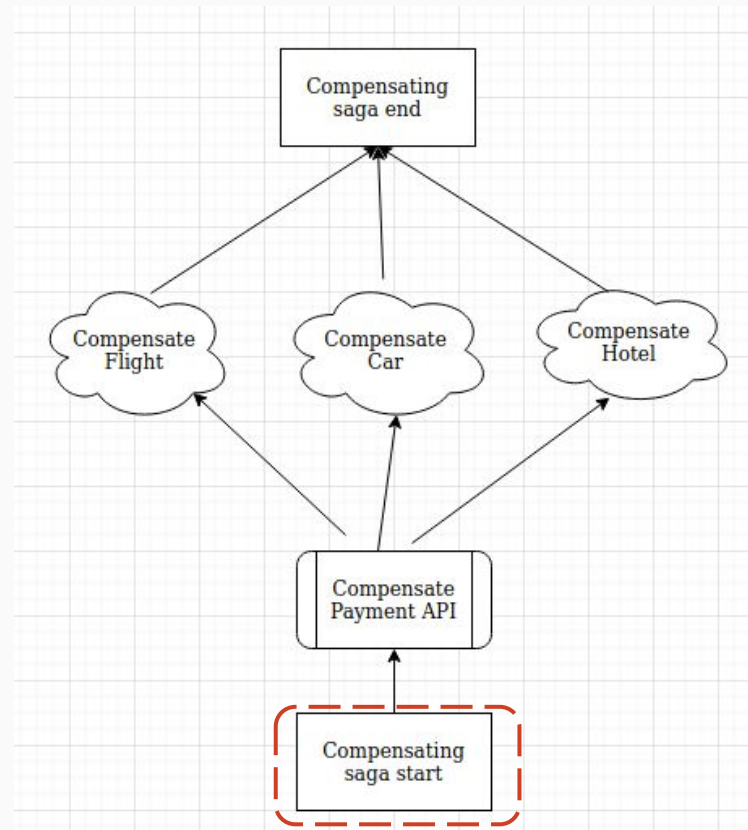 Compensating
saga end
Compensate
Flight
Compensate
Car
Compensate
Hotel
Compensate
Payment API
Compensating
saga start